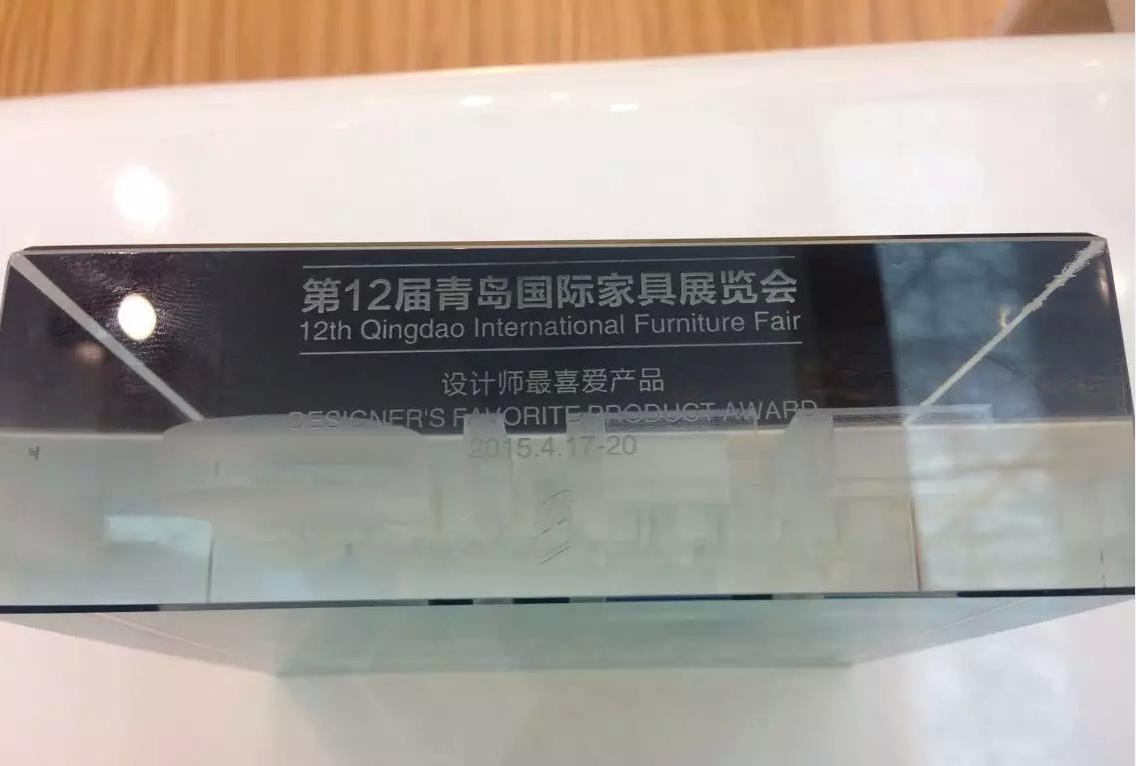 第12届青岛国际家具展览会
12th Qingdao International Furniture Fair
设计师最喜爱产品
DESIGNER'S FAVORITE PRODUCT AWARD
2015.4.17-20